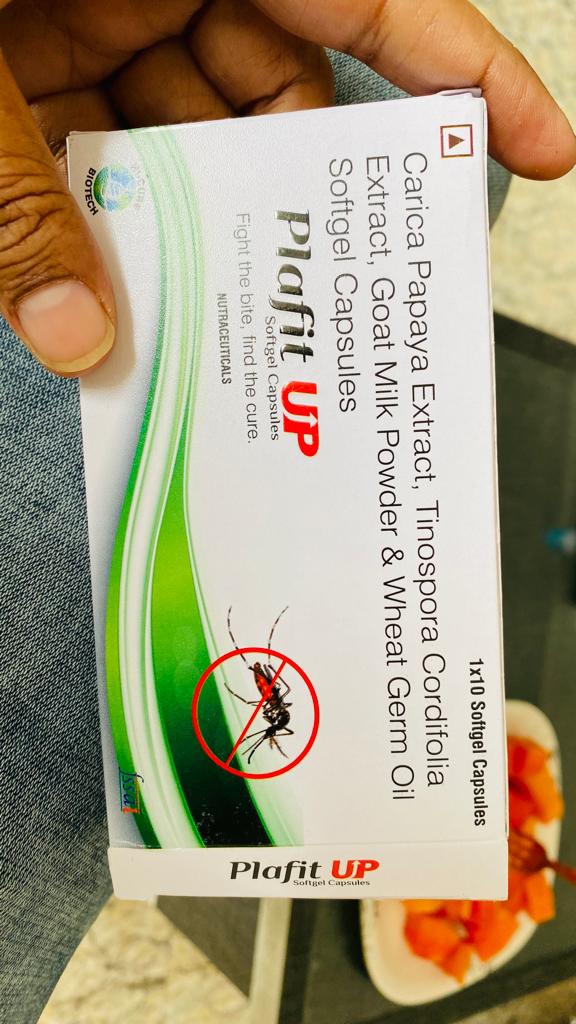 Carica Papaya Extract, Tinospora Cordifolia
Extract, Goat Milk Powder & Wheat Germ Oil
Softgel Capsules
1x10 Softgel Capsules
Plafit UP
Softgel Capsules
Fight the bite, find the cure.
NUTRACEUTICALS
BIOTECH
fssai
Plafit UP
Softgel Capsules